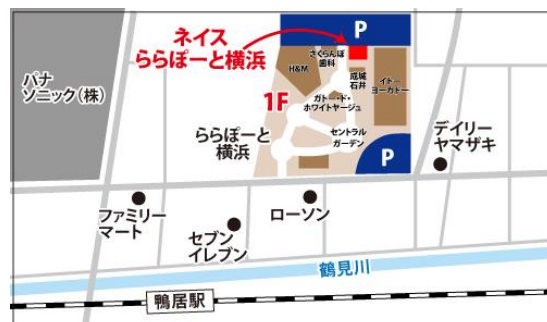 P
ネイス
ららぽーと横浜
さくらんぼ
歯科
H&M
成城
石井
イトー
ヨーカドー
パナ
ソニック(株)
1F
ガトー・ド・
ホワイトヤージュ
ららぽーと
横浜
セントラル
ガーデン
P
デイリー
ヤマザキ
ファミリー
マート
セブン
イレブン
ローソン
鶴見川
鴨居駅